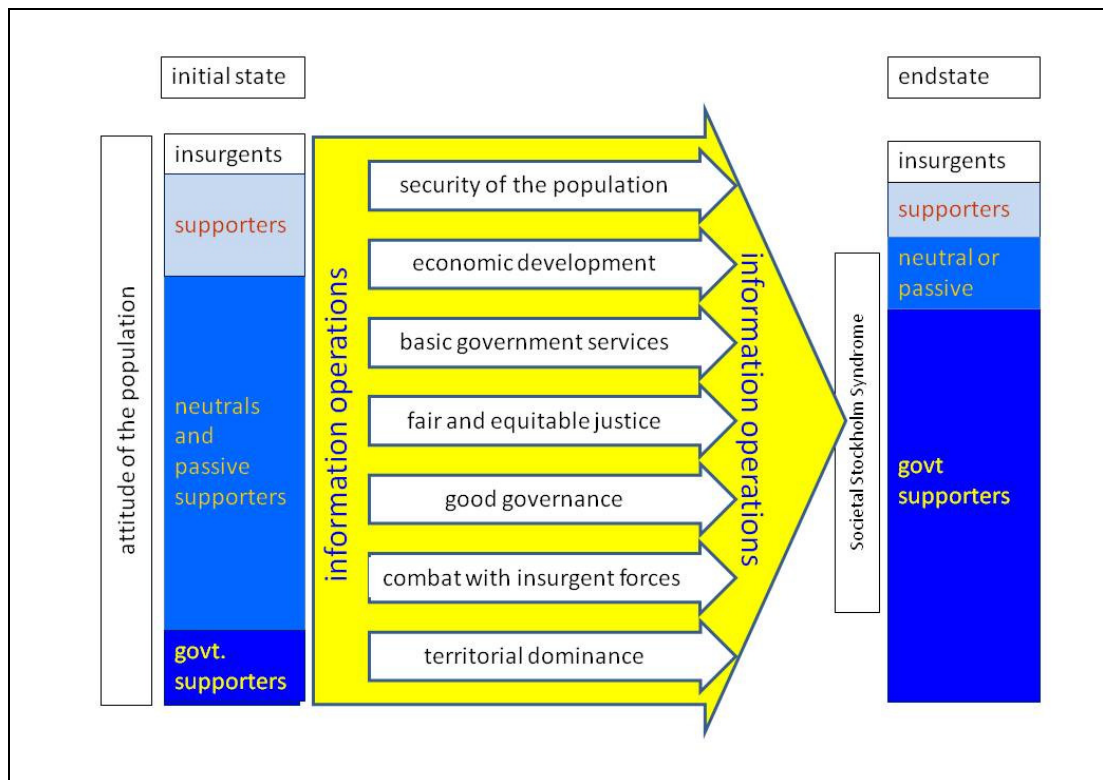 initial state
endstate
attitude of the population
insurgents
supporters
neutrals
and
passive
supporters
govt.
supporters
information operations
security of the population
economic development
basic government services
fair and equitable justice
good governance
combat with insurgent forces
territorial dominance
information operations
Societal Stockholm Syndrome
insurgents
supporters
neutral or
passive
govt
supporters